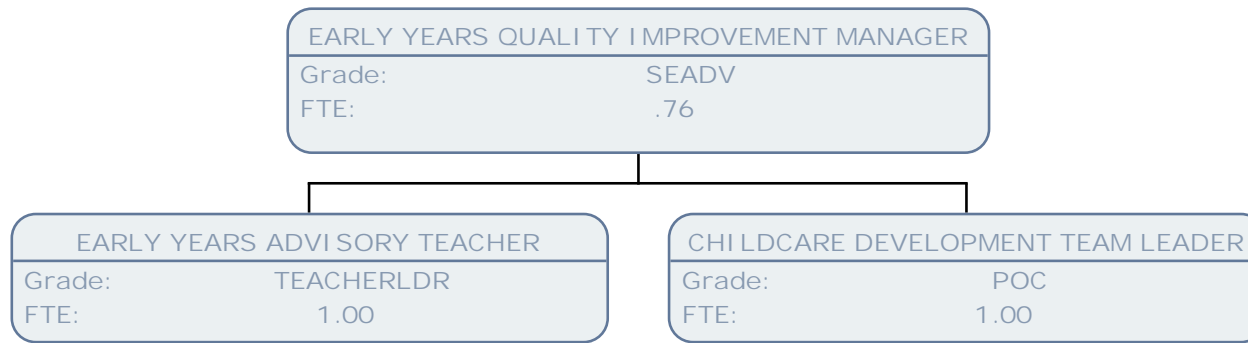 EARLY YEARS QUALITY IMPROVEMENT MANAGER
Grade: SEADV
FTE: .76
EARLY YEARS ADVISORY TEACHER
Grade: TEACHERLDR
FTE: 1.00
CHILDCARE DEVELOPMENT TEAM LEADER
Grade: POC
FTE: 1.00